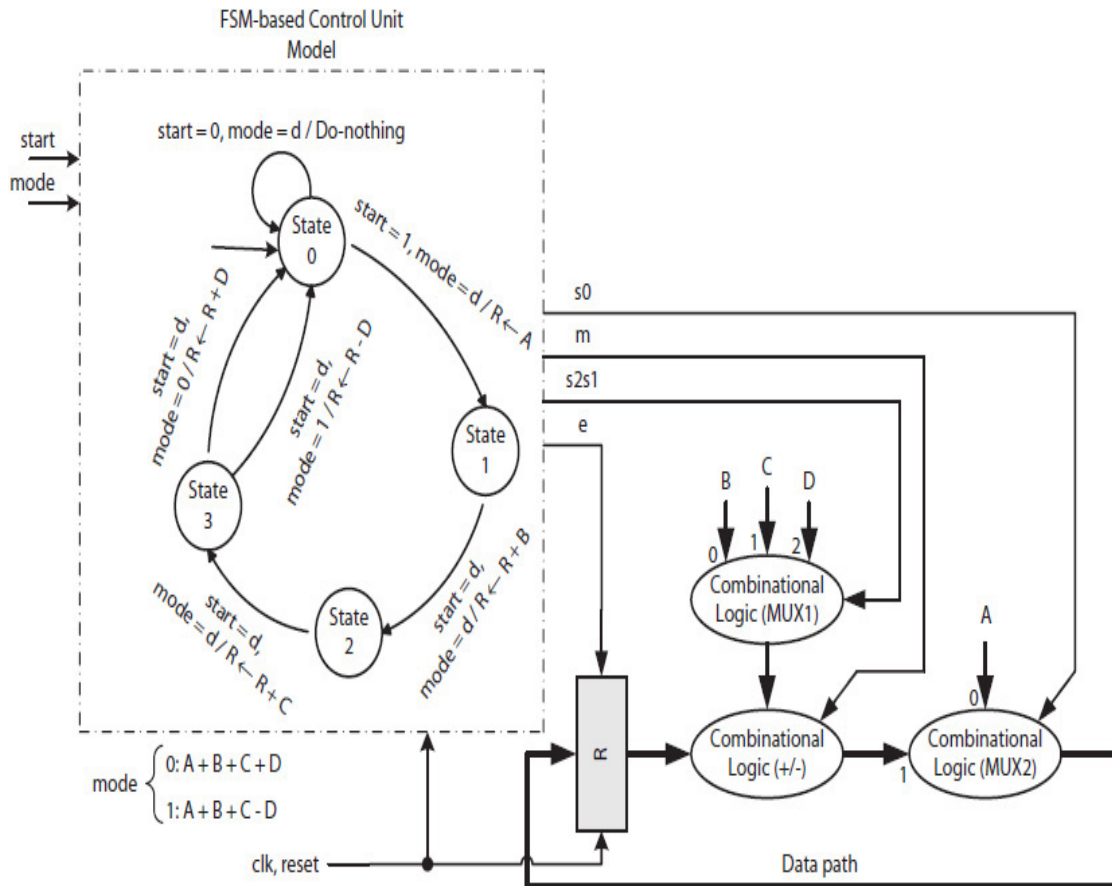 FSM-based Control Unit
Model
start = 0, mode = d / Do-nothing
start
mode
State
0
start = 1, mode = d / R ← A
start = d,
mode = 0 / R ← R + D
start = d,
mode = 1 / R ← R - D
s0
m
s2s1
e
State
1
State
3
State
2
start = d,
mode = d / R ← R + B
start = d,
mode = d / R ← R + C
B
C
D
0
1
2
Combinational
Logic (MUX1)
A
0
R
Combinational
Logic (+/-)
1
Combinational
Logic (MUX2)
mode
0: A + B + C + D
1: A + B + C - D
clk, reset
Data path